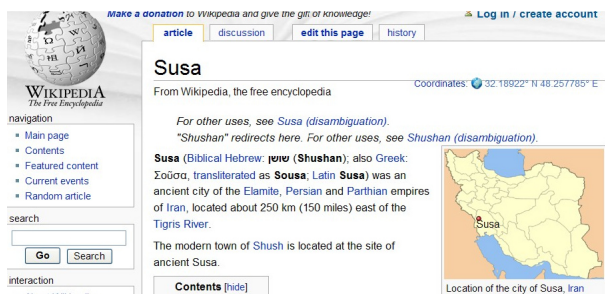 Make a donation to Wikipedia and give the gift of knowledge!
Log in / create account
article
discussion
edit this page
history
WIKIPEDIA
The Free Encyclopedia
navigation
Main page
Contents
Featured content
Current events
Random article
search
Go
Search
interaction
Susa
From Wikipedia, the free encyclopedia
Coordinates: 32.18922° N 48.257785° E
For other uses, see Susa (disambiguation).
"Shushan" redirects here. For other uses, see Shushan (disambiguation).
Susa (Biblical Hebrew: שושן (Shushan); also Greek:
Σοῦσα, transliterated as Sousa; Latin Susa) was an
ancient city of the Elamite, Persian and Parthian empires
of Iran, located about 250 km (150 miles) east of the
Tigris River.
The modern town of Shush is located at the site of
ancient Susa.
Contents [hide]
Susa
Location of the city of Susa, Iran